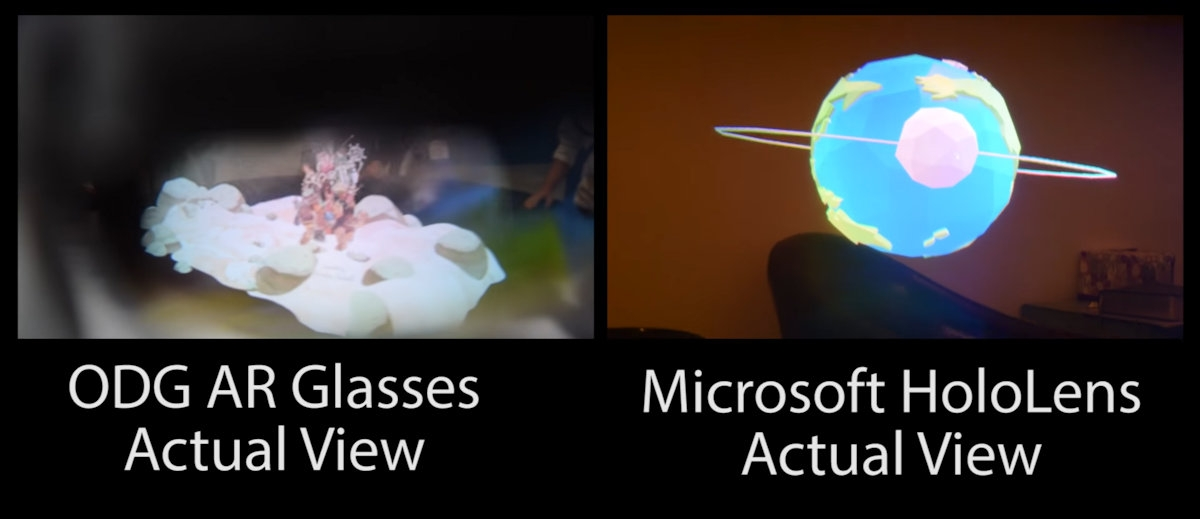 ODG AR Glasses
Actual View
Microsoft HoloLens
Actual View